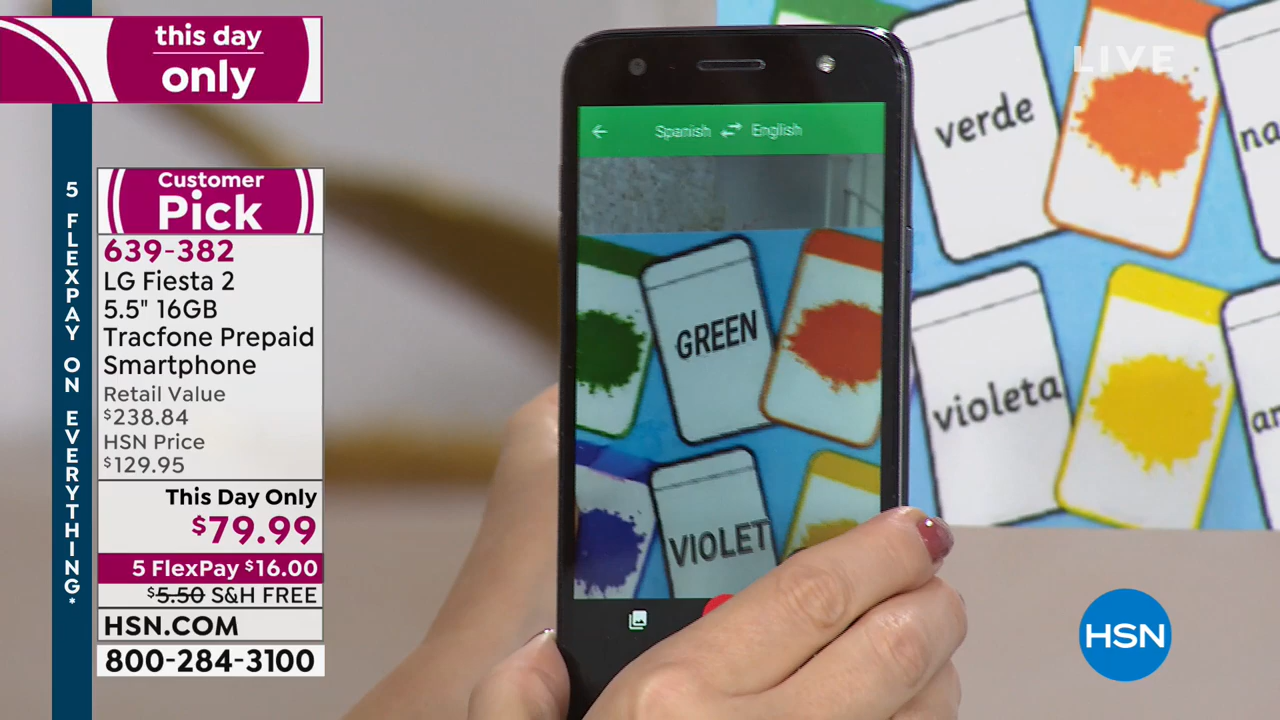 this day
only
5 FLEXPAY ON EVERYTHING*
Customer
Pick
639-382
LG Fiesta 2
5.5" 16GB
Tracfone Prepaid
Smartphone
Retail Value
$238.84
HSN Price
$129.95
This Day Only
$79.99
5 FlexPay $16.00
$5.50 S&H FREE
HSN.COM
800-284-3100
Spanish English
GREEN
VIOLET
LIVE
verde
na
violeta
HSN